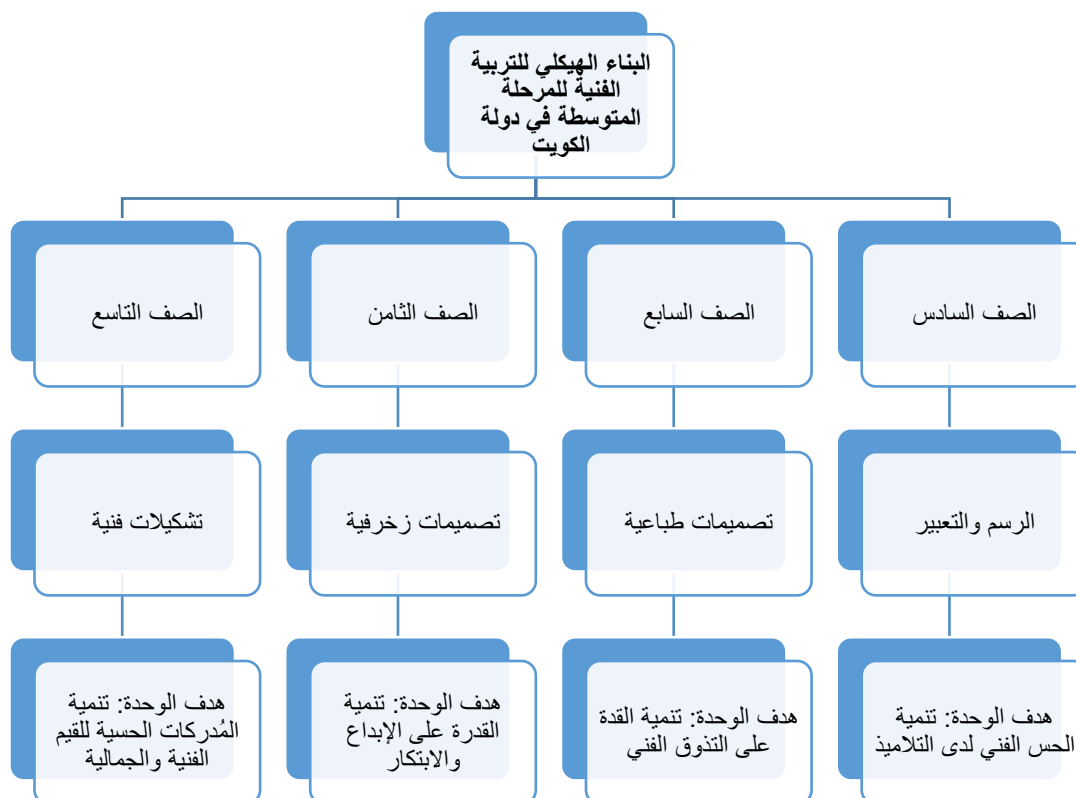 البناء الهيكلي للتربية
الفنية للمرحلة
المتوسطة في دولة
الكويت
الصف السادس
الصف السابع
الصف الثامن
الصف التاسع
الرسم والتعبير
تصميمات طباعية
تصميمات زخرفية
تشكيلات فنية
هدف الوحدة: تنمية
الحس الفني لدى التلاميذ
هدف الوحدة: تنمية القدة
على التذوق الفني
هدف الوحدة: تنمية
القدرة على الإبداع
والابتكار
هدف الوحدة: تنمية
المُدركات الحسية للقيم
الفنية والجمالية